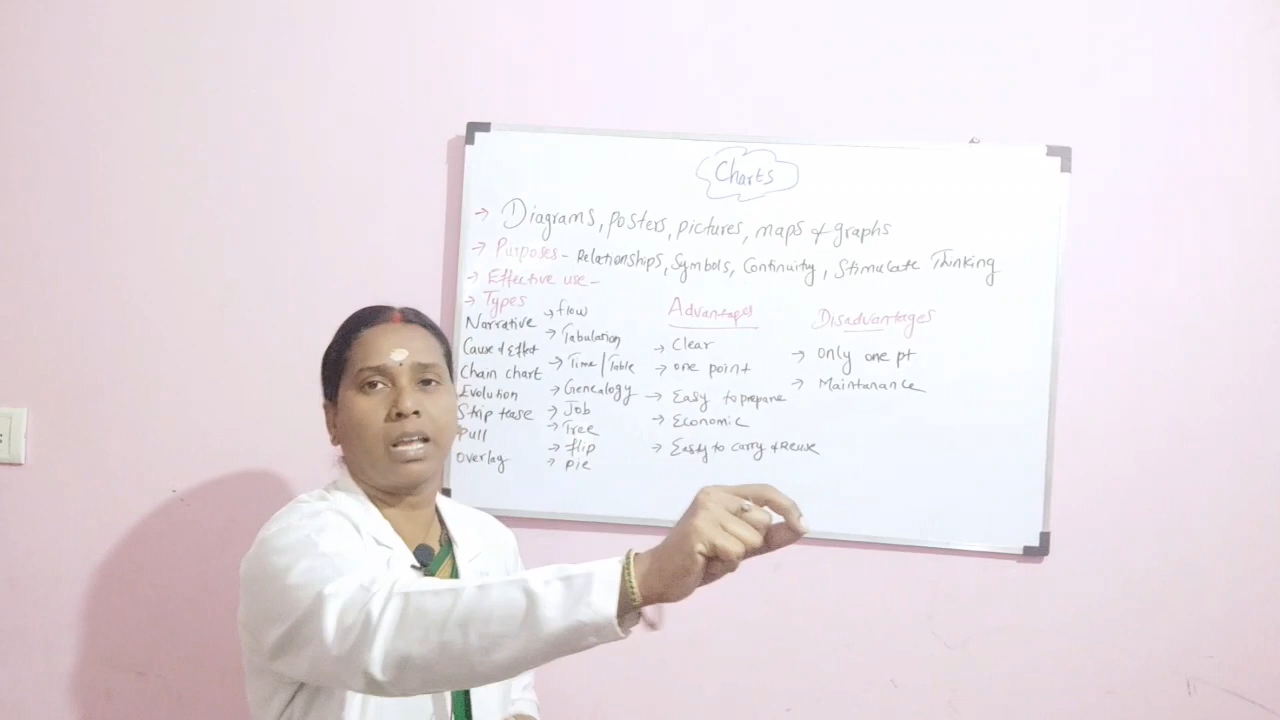 Charts
→ Diagrams, posters, pictures, maps & graphs
→ Purposes - Relationships, Symbols, Continuity, Stimulate Thinking
→ Effective use -
→ Types
Narrative
Cause & Effect
Chain chart
Evolution
Strip tease
Pull
Overlag
→ flow
→ Tabulation
→ Time/Table
→ Genealogy
→ Job
→ Tree
→ flip
→ pie
Advantages
→ Clear
→ one point
→ Easy to prepare
→ Economic
→ Easy to carry & Reuse
Disadvantages
→ Only one pt
→ Maintanance